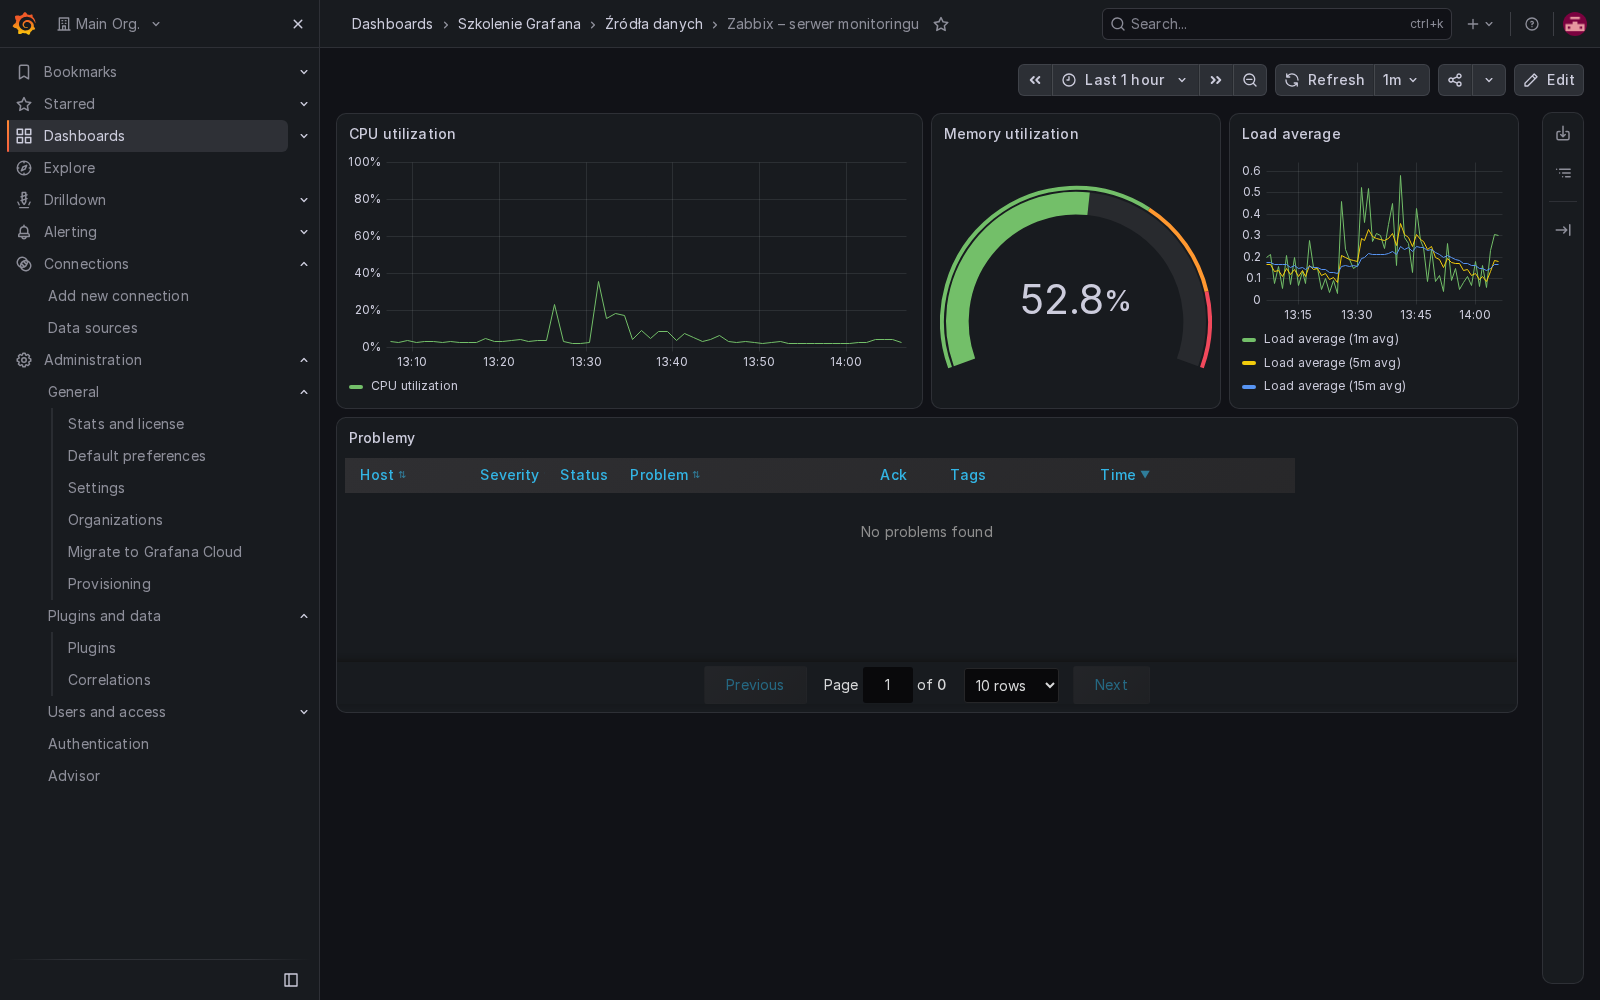 Main Org.
Dashboards › Szkolenie Grafana › Źródła danych › Zabbix – serwer monitoringu
Search...
ctrl+k
Bookmarks
Starred
Dashboards
Explore
Drilldown
Alerting
Connections
Add new connection
Data sources
Administration
General
Stats and license
Default preferences
Settings
Organizations
Migrate to Grafana Cloud
Provisioning
Plugins and data
Plugins
Correlations
Users and access
Authentication
Advisor
Last 1 hour
Refresh
1m
Edit
CPU utilization
100%
80%
60%
40%
20%
0%
13:10 13:20 13:30 13:40 13:50 14:00
CPU utilization
Memory utilization
52.8%
Load average
0.6
0.5
0.4
0.3
0.2
0.1
0
13:15 13:30 13:45 14:00
Load average (1m avg)
Load average (5m avg)
Load average (15m avg)
Problemy
Host Severity Status Problem Ack Tags Time
No problems found
Previous Page 1 of 0 10 rows Next